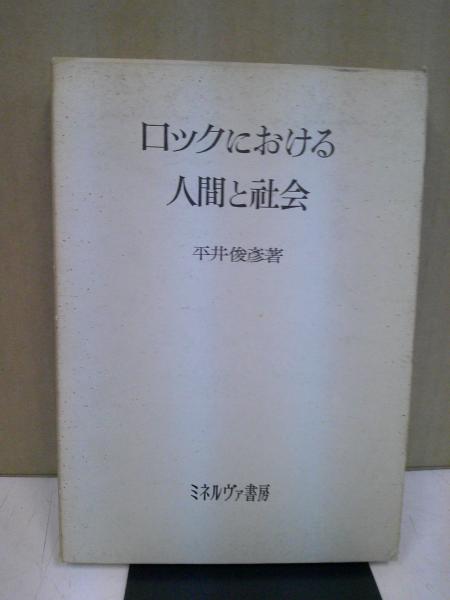 ロックにおける
人間と社会
平井俊彦著
ミネルヴァ書房